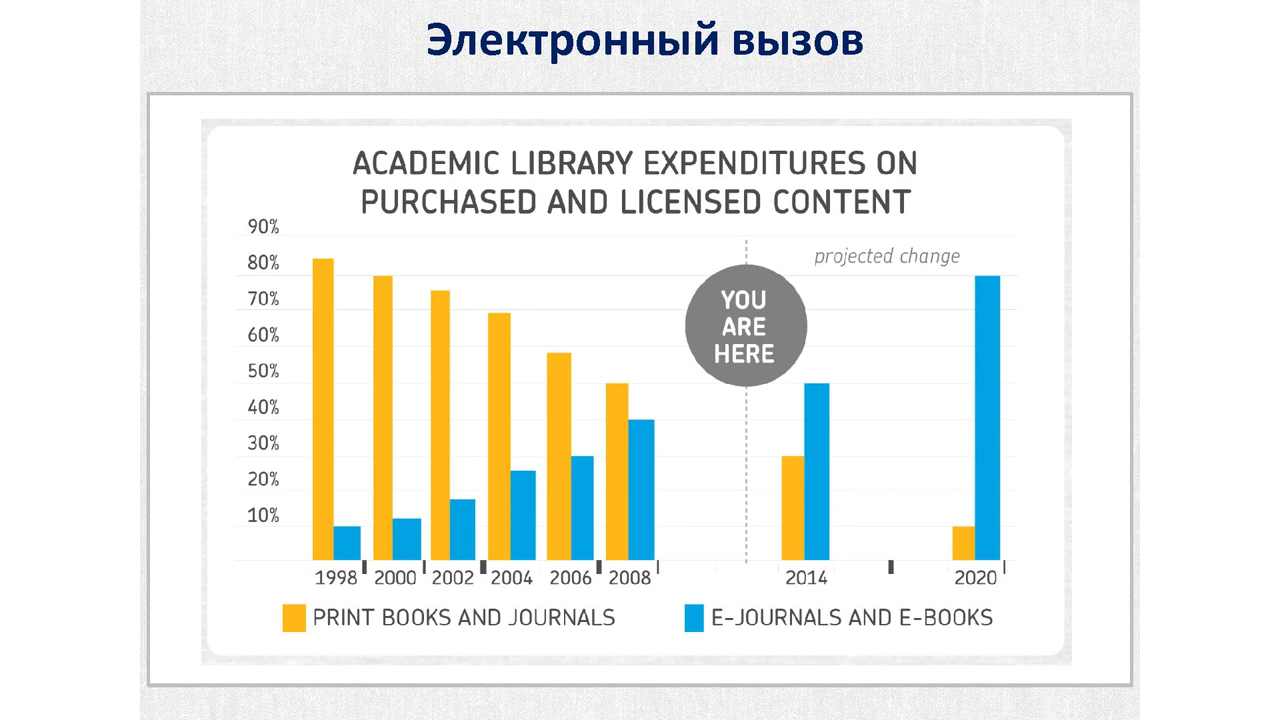 Электронный вызов
ACADEMIC LIBRARY EXPENDITURES ON
PURCHASED AND LICENSED CONTENT
90%
80%
70%
60%
50%
40%
30%
20%
10%
projected change
YOU
ARE
HERE
1998 2000 2002 2004 2006 2008 2014 2020
PRINT BOOKS AND JOURNALS E-JOURNALS AND E-BOOKS